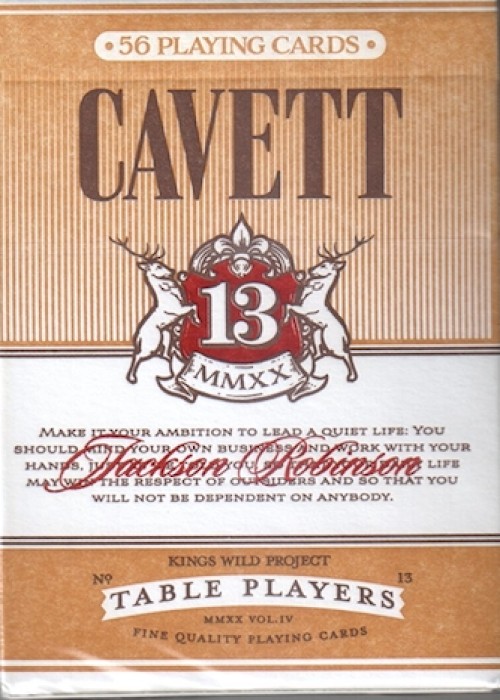 • 56 PLAYING CARDS •
CAVETT
13
MMXX
MAKE IT YOUR AMBITION TO LEAD A QUIET LIFE: YOU
SHOULD MIND YOUR OWN BUSINESS AND WORK WITH YOUR
HANDS, LIFE
Jackson Robinson
MAY WIN THE RESPECT OF OUTSIDERS AND SO THAT YOU
WILL NOT BE DEPENDENT ON ANYBODY.
KINGS WILD PROJECT
Nº 13
TABLE PLAYERS
MMXX VOL.IV
FINE QUALITY PLAYING CARDS